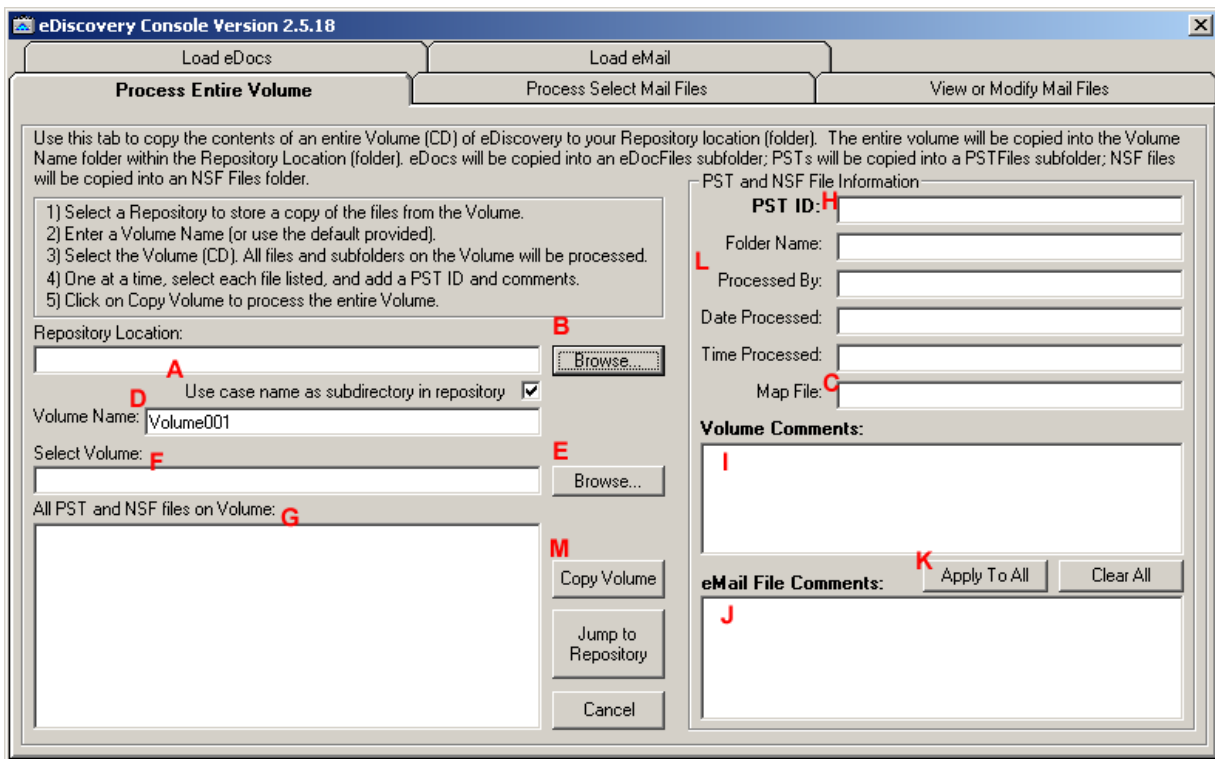 eDiscovery Console Version 2.5.18
Load eDocs
Load eMail
Process Entire Volume
Process Select Mail Files
View or Modify Mail Files
Use this tab to copy the contents of an entire Volume (CD) of eDiscovery to your Repository location (folder). The entire volume will be copied into the Volume
Name folder within the Repository Location (folder). eDocs will be copied into an eDocFiles subfolder; PSTs will be copied into a PSTFiles subfolder; NSF files
will be copied into an NSF Files folder.
1) Select a Repository to store a copy of the files from the Volume.
2) Enter a Volume Name (or use the default provided).
3) Select the Volume (CD). All files and subfolders on the Volume will be processed.
4) One at a time, select each file listed, and add a PST ID and comments.
5) Click on Copy Volume to process the entire Volume.
Repository Location:
B
Browse...
A
Use case name as subdirectory in repository
D
Volume Name: Volume001
Select Volume:
F
E
Browse...
All PST and NSF files on Volume:
G
M
Copy Volume
Jump to
Repository
Cancel
PST and NSF File Information
PST ID:
H
Folder Name:
L
Processed By:
Date Processed:
Time Processed:
Map File:
C
Volume Comments:
I
K
Apply To All
Clear All
eMail File Comments:
J